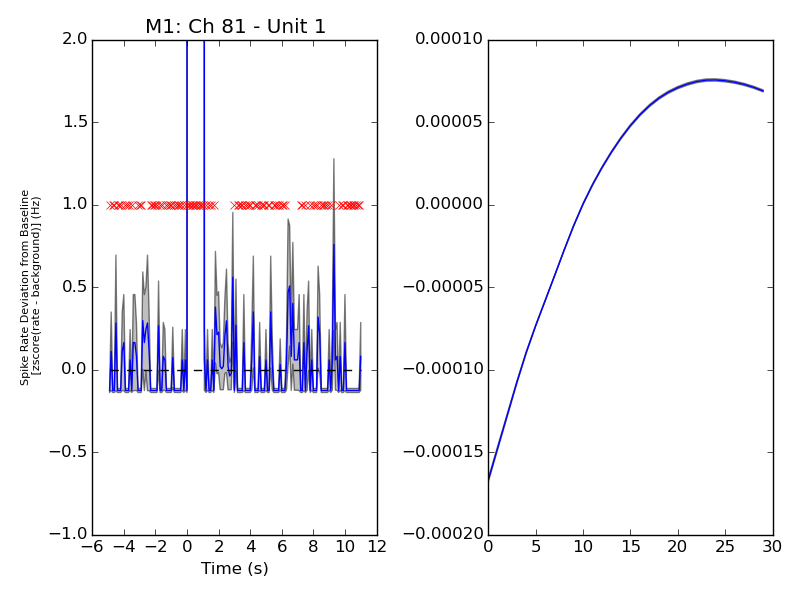 M1: Ch 81 - Unit 1
Spike Rate Deviation from Baseline
[zscore(rate - background)] (Hz)
2.0
1.5
1.0
0.5
0.0
−0.5
−1.0
−6 −4 −2 0 2 4 6 8 10 12
Time (s)
0.00010
0.00005
0.00000
−0.00005
−0.00010
−0.00015
−0.00020
0 5 10 15 20 25 30